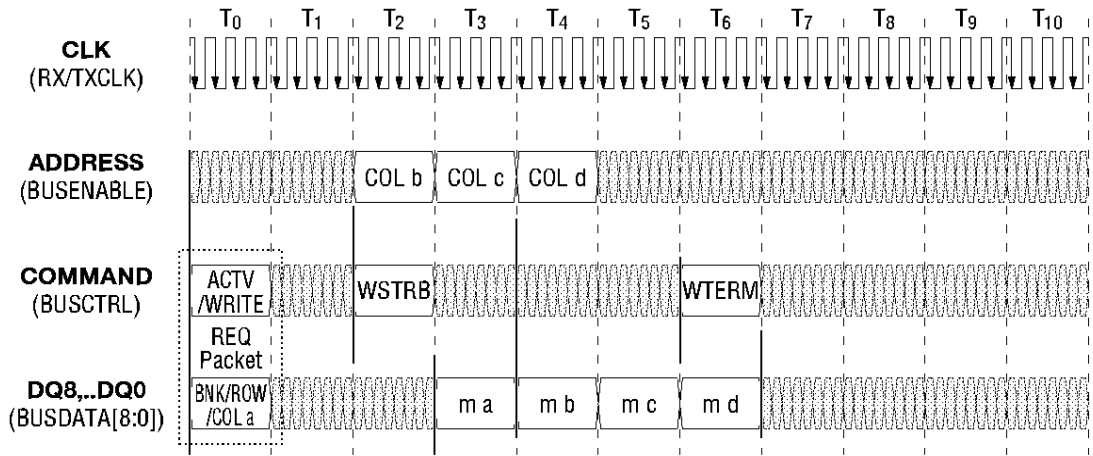 T0 T1 T2 T3 T4 T5 T6 T7 T8 T9 T10
CLK
(RX/TXCLK)
ADDRESS
(BUSENABLE)
COL b COL c COL d
COMMAND
(BUSCTRL)
ACTV
/WRITE
WSTRB
WTERM
REQ
Packet
DQ8,..DQ0
(BUSDATA[8:0])
BNK/ROW
/COL a
m a m b m c m d